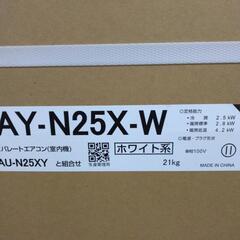 AY-N25X-W
パレートエアコン(室内機)
AU-N25XY と組合せ
ホワイト系
21kg
◇定格能力
・冷 房 2.5 kW
・暖房標準 2.8 kW
・暖房低温 4.2 kW
◇電源・プラグ形状
単相100V
MADE IN CHINA